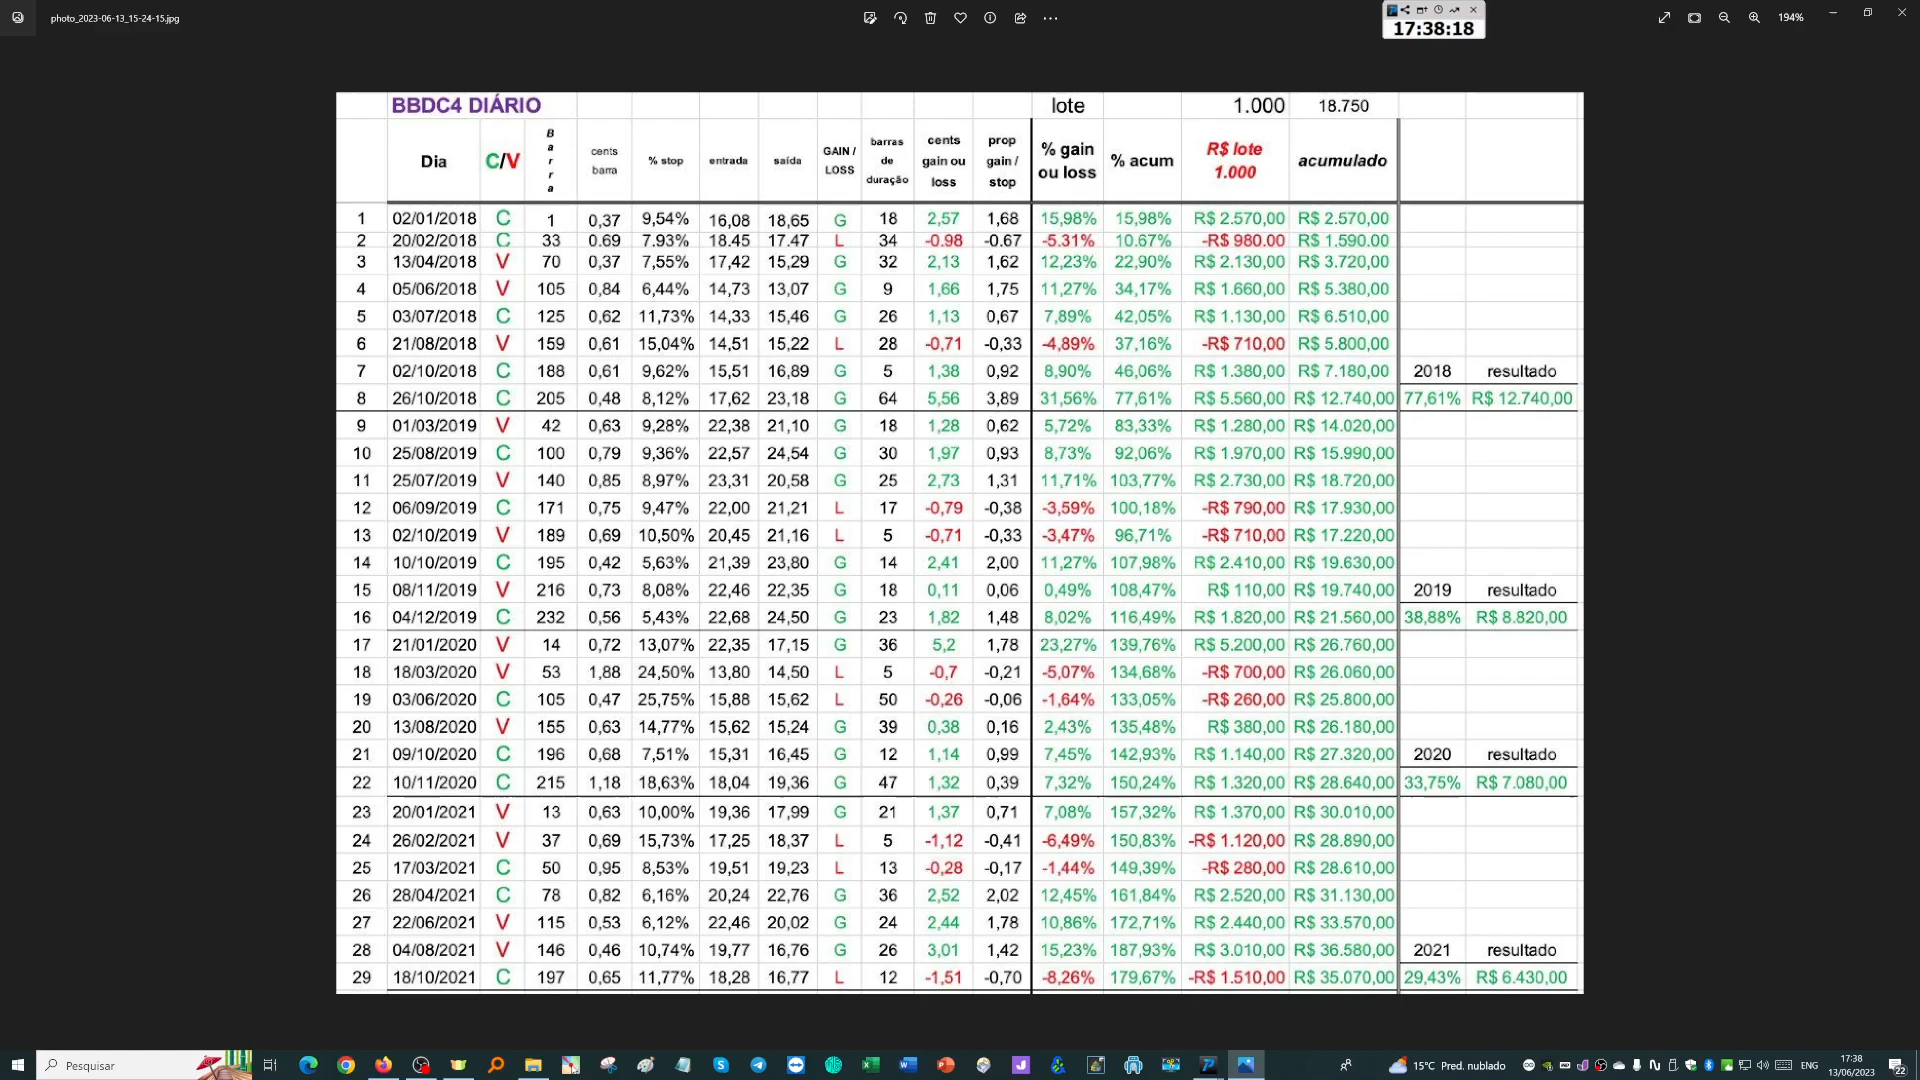 photo_2023-06-13_15-24-15.jpg
17:38:18
194%
BBDC4 DIÁRIO lote 1.000 18.750
Dia C/V Barra cents barra % stop entrada saída GAIN / LOSS barras de duração cents gain ou loss prop gain / stop % gain ou loss % acum R$ lote 1.000 acumulado
1 02/01/2018 C 1 0,37 9,54% 16,08 18,65 G 18 2,57 1,68 15,98% 15,98% R$ 2.570,00 R$ 2.570,00
2 20/02/2018 C 33 0.69 7.93% 18.45 17.47 L 34 -0.98 -0.67 -5.31% 10.67% -R$ 980.00 R$ 1.590.00
3 13/04/2018 V 70 0,37 7,55% 17,42 15,29 G 32 2,13 1,62 12,23% 22,90% R$ 2.130,00 R$ 3.720,00
4 05/06/2018 V 105 0,84 6,44% 14,73 13,07 G 9 1,66 1,75 11,27% 34,17% R$ 1.660,00 R$ 5.380,00
5 03/07/2018 C 125 0,62 11,73% 14,33 15,46 G 26 1,13 0,67 7,89% 42,05% R$ 1.130,00 R$ 6.510,00
6 21/08/2018 V 159 0,61 15,04% 14,51 15,22 L 28 -0,71 -0,33 -4,89% 37,16% -R$ 710,00 R$ 5.800,00
7 02/10/2018 C 188 0,61 9,62% 15,51 16,89 G 5 1,38 0,92 8,90% 46,06% R$ 1.380,00 R$ 7.180,00 2018 resultado
8 26/10/2018 C 205 0,48 8,12% 17,62 23,18 G 64 5,56 3,89 31,56% 77,61% R$ 5.560,00 R$ 12.740,00 77,61% R$ 12.740,00
9 01/03/2019 V 42 0,63 9,28% 22,38 21,10 G 18 1,28 0,62 5,72% 83,33% R$ 1.280,00 R$ 14.020,00
10 25/08/2019 C 100 0,79 9,36% 22,57 24,54 G 30 1,97 0,93 8,73% 92,06% R$ 1.970,00 R$ 15.990,00
11 25/07/2019 V 140 0,85 8,97% 23,31 20,58 G 25 2,73 1,31 11,71% 103,77% R$ 2.730,00 R$ 18.720,00
12 06/09/2019 C 171 0,75 9,47% 22,00 21,21 L 17 -0,79 -0,38 -3,59% 100,18% -R$ 790,00 R$ 17.930,00
13 02/10/2019 V 189 0,69 10,50% 20,45 21,16 L 5 -0,71 -0,33 -3,47% 96,71% -R$ 710,00 R$ 17.220,00
14 10/10/2019 C 195 0,42 5,63% 21,39 23,80 G 14 2,41 2,00 11,27% 107,98% R$ 2.410,00 R$ 19.630,00
15 08/11/2019 V 216 0,73 8,08% 22,46 22,35 G 18 0,11 0,06 0,49% 108,47% R$ 110,00 R$ 19.740,00 2019 resultado
16 04/12/2019 C 232 0,56 5,43% 22,68 24,50 G 23 1,82 1,48 8,02% 116,49% R$ 1.820,00 R$ 21.560,00 38,88% R$ 8.820,00
17 21/01/2020 V 14 0,72 13,07% 22,35 17,15 G 36 5,2 1,78 23,27% 139,76% R$ 5.200,00 R$ 26.760,00
18 18/03/2020 V 53 1,88 24,50% 13,80 14,50 L 5 -0,7 -0,21 -5,07% 134,68% -R$ 700,00 R$ 26.060,00
19 03/06/2020 C 105 0,47 25,75% 15,88 15,62 L 50 -0,26 -0,06 -1,64% 133,05% -R$ 260,00 R$ 25.800,00
20 13/08/2020 V 155 0,63 14,77% 15,62 15,24 G 39 0,38 0,16 2,43% 135,48% R$ 380,00 R$ 26.180,00
21 09/10/2020 C 196 0,68 7,51% 15,31 16,45 G 12 1,14 0,99 7,45% 142,93% R$ 1.140,00 R$ 27.320,00 2020 resultado
22 10/11/2020 C 215 1,18 18,63% 18,04 19,36 G 47 1,32 0,39 7,32% 150,24% R$ 1.320,00 R$ 28.640,00 33,75% R$ 7.080,00
23 20/01/2021 V 13 0,63 10,00% 19,36 17,99 G 21 1,37 0,71 7,08% 157,32% R$ 1.370,00 R$ 30.010,00
24 26/02/2021 V 37 0,69 15,73% 17,25 18,37 L 5 -1,12 -0,41 -6,49% 150,83% -R$ 1.120,00 R$ 28.890,00
25 17/03/2021 C 50 0,95 8,53% 19,51 19,23 L 13 -0,28 -0,17 -1,44% 149,39% -R$ 280,00 R$ 28.610,00
26 28/04/2021 C 78 0,82 6,16% 20,24 22,76 G 36 2,52 2,02 12,45% 161,84% R$ 2.520,00 R$ 31.130,00
27 22/06/2021 V 115 0,53 6,12% 22,46 20,02 G 24 2,44 1,78 10,86% 172,71% R$ 2.440,00 R$ 33.570,00
28 04/08/2021 V 146 0,46 10,74% 19,77 16,76 G 26 3,01 1,42 15,23% 187,93% R$ 3.010,00 R$ 36.580,00 2021 resultado
29 18/10/2021 C 197 0,65 11,77% 18,28 16,77 L 12 -1,51 -0,70 -8,26% 179,67% -R$ 1.510,00 R$ 35.070,00 29,43% R$ 6.430,00
Pesquisar 15°C Pred. nublado ENG 17:38
13/06/2023 22